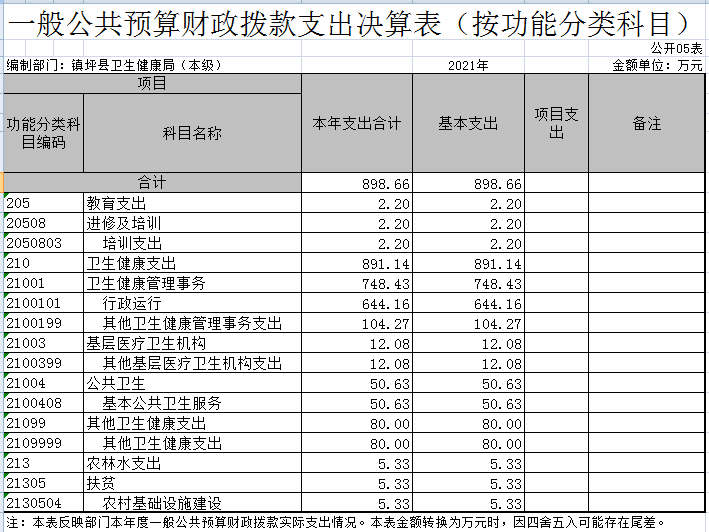 一般公共预算财政拨款支出决算表（按功能分类科目）
公开05表
编制部门：镇坪县卫生健康局（本级） 2021年 金额单位：万元
项目
功能分类科目编码 科目名称 本年支出合计 基本支出 项目支出 备注
合计 898.66 898.66
205 教育支出 2.20 2.20
20508 进修及培训 2.20 2.20
2050803 培训支出 2.20 2.20
210 卫生健康支出 891.14 891.14
21001 卫生健康管理事务 748.43 748.43
2100101 行政运行 644.16 644.16
2100199 其他卫生健康管理事务支出 104.27 104.27
21003 基层医疗卫生机构 12.08 12.08
2100399 其他基层医疗卫生机构支出 12.08 12.08
21004 公共卫生 50.63 50.63
2100408 基本公共卫生服务 50.63 50.63
21099 其他卫生健康支出 80.00 80.00
2109999 其他卫生健康支出 80.00 80.00
213 农林水支出 5.33 5.33
21305 扶贫 5.33 5.33
2130504 农村基础设施建设 5.33 5.33
注：本表反映部门本年度一般公共预算财政拨款实际支出情况。本表金额转换为万元时，因四舍五入可能存在尾差。